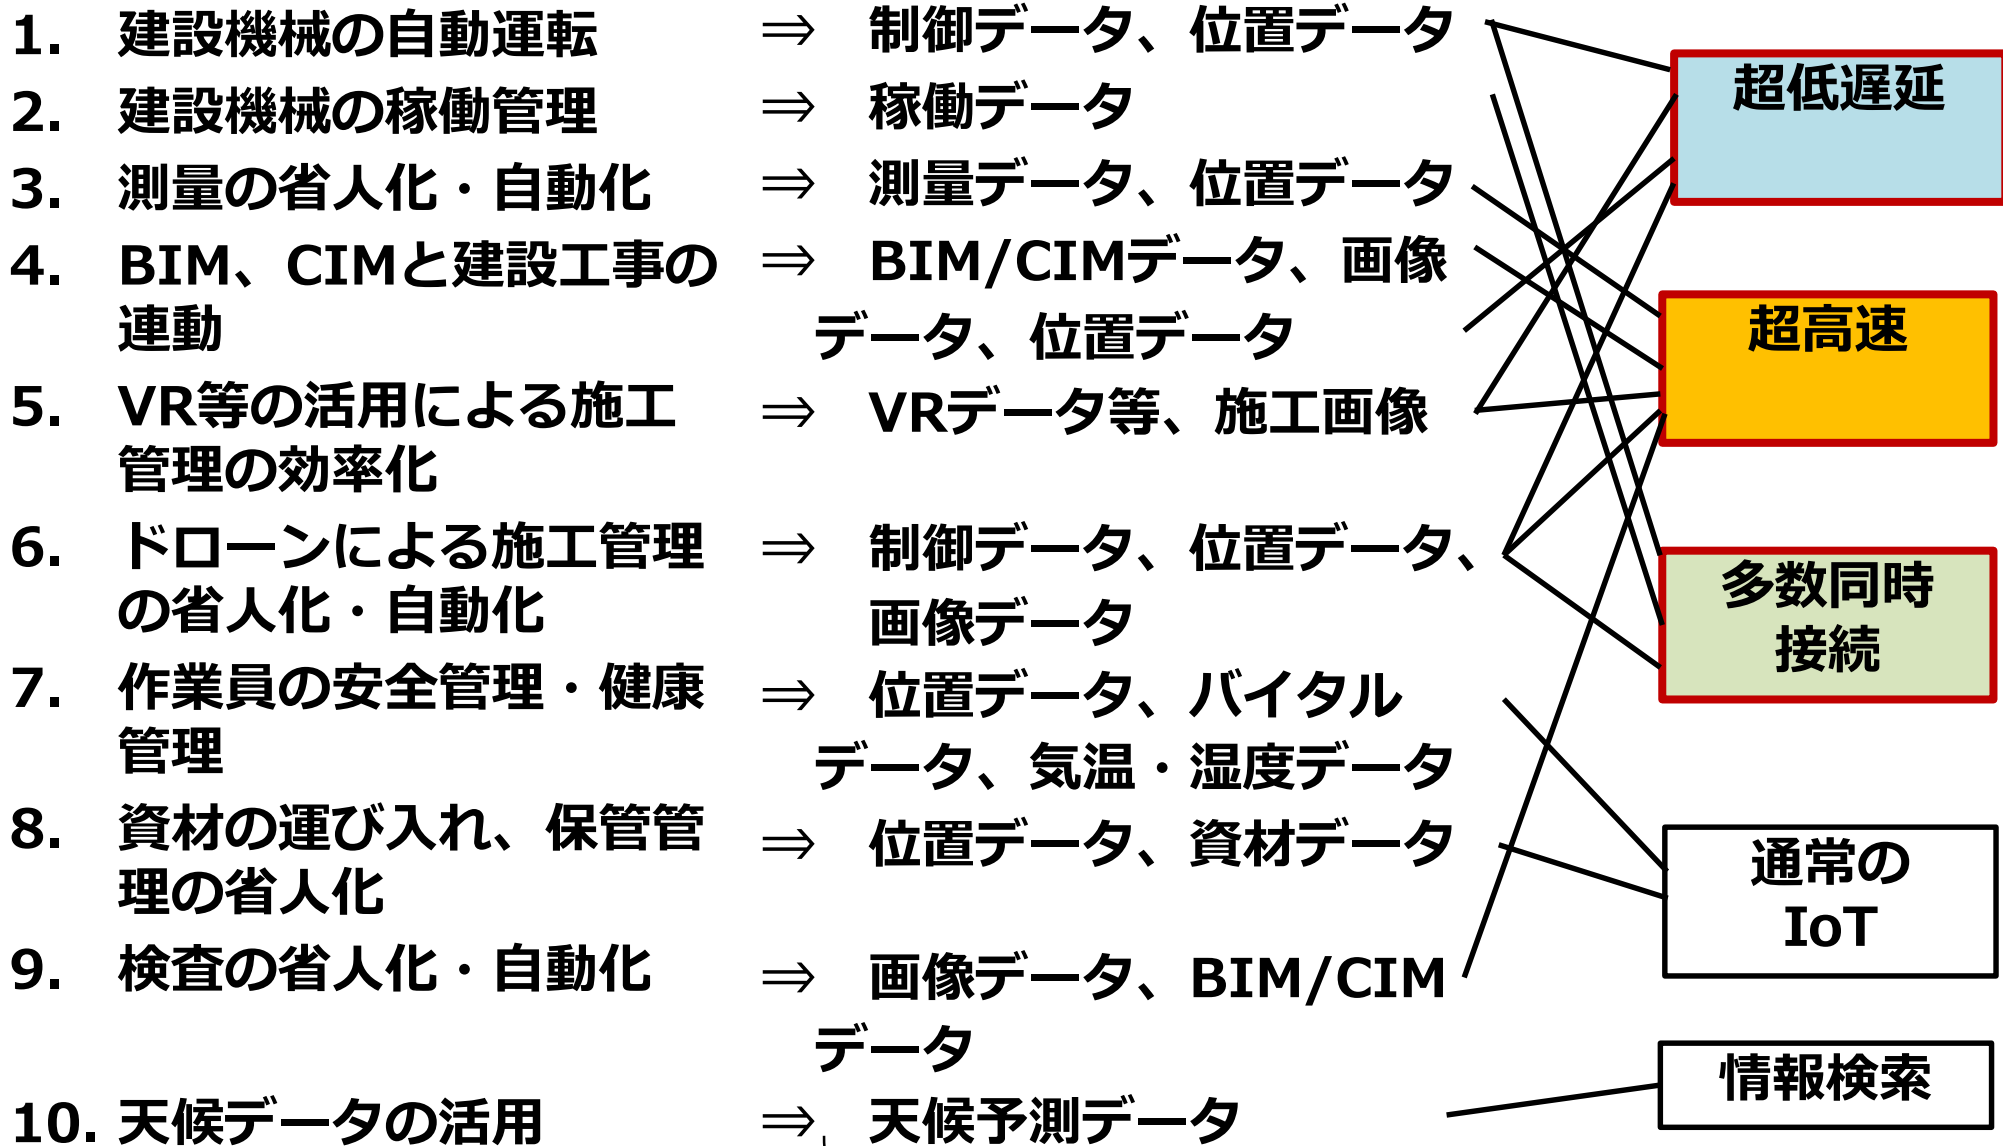 1. 建設機械の自動運転 ⇒ 制御データ、位置データ
2. 建設機械の稼働管理 ⇒ 稼働データ
3. 測量の省人化・自動化 ⇒ 測量データ、位置データ
4. BIM、CIMと建設工事の ⇒ BIM/CIMデータ、画像
連動 データ、位置データ
5. VR等の活用による施工 ⇒ VRデータ等、施工画像
管理の効率化
6. ドローンによる施工管理 ⇒ 制御データ、位置データ、
の省人化・自動化 画像データ
7. 作業員の安全管理・健康 ⇒ 位置データ、バイタル
管理 データ、気温・湿度データ
8. 資材の運び入れ、保管管 ⇒ 位置データ、資材データ
理の省人化
9. 検査の省人化・自動化 ⇒ 画像データ、BIM/CIM
データ
10. 天候データの活用 ⇒ 天候予測データ
超低遅延
超高速
多数同時
接続
通常の
IoT
情報検索